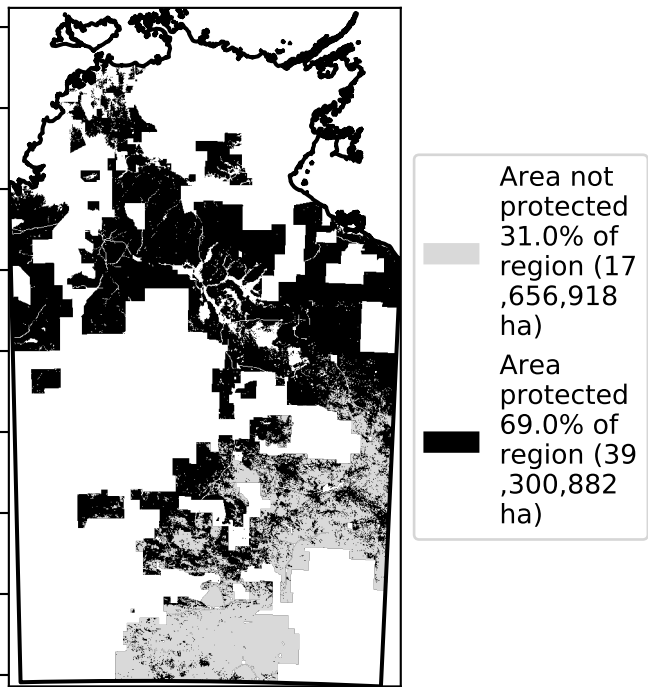 Area not
protected
31.0% of
region (17
,656,918
ha)
Area
protected
69.0% of
region (39
,300,882
ha)